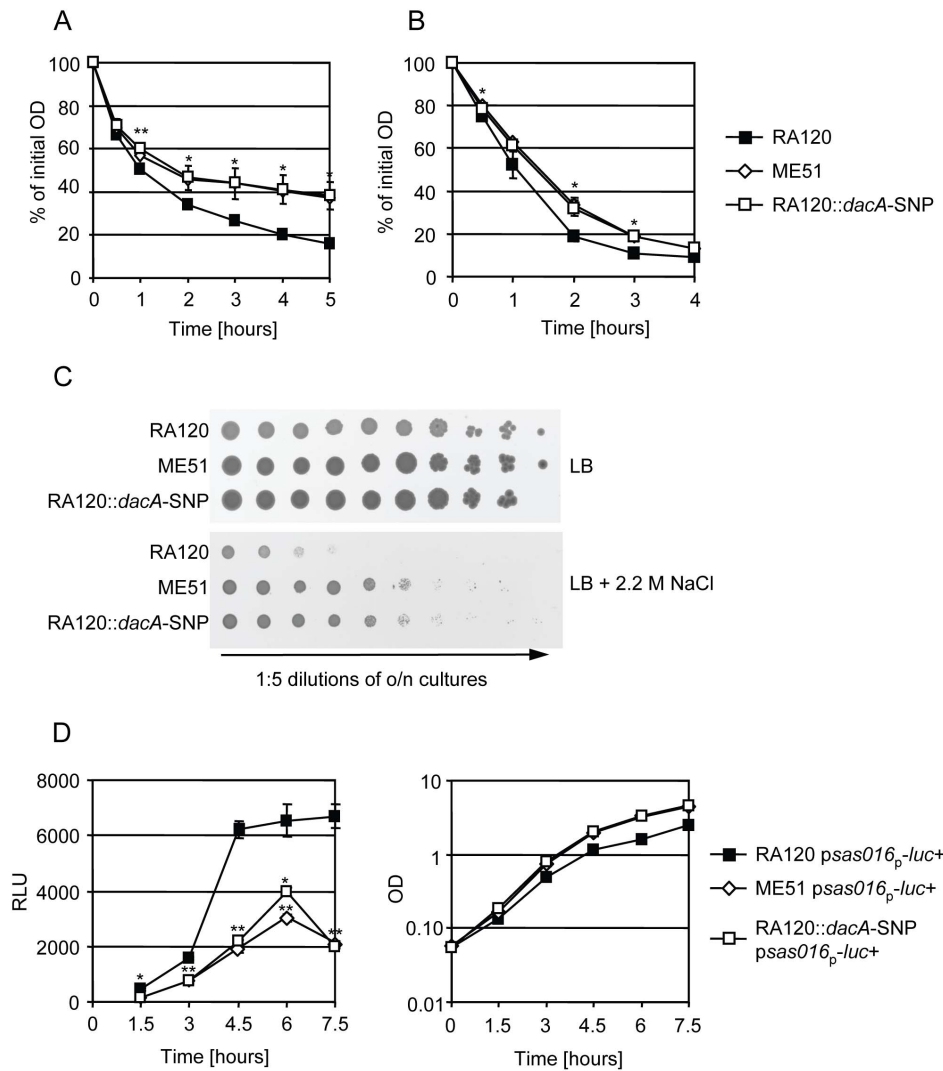 A
% of initial OD
100
80
60
40
20
0
**
*
*
*
*
0 1 2 3 4 5
Time [hours]
B
% of initial OD
100
80
60
40
20
0
*
*
*
0 1 2 3 4
Time [hours]
RA120
ME51
RA120::dacA-SNP
C
RA120
ME51
RA120::dacA-SNP
LB
RA120
ME51
RA120::dacA-SNP
LB + 2.2 M NaCl
1:5 dilutions of o/n cultures
D
RLU
8000
6000
4000
2000
0
*
**
**
*
**
**
0 1.5 3 4.5 6 7.5
Time [hours]
OD
10
1
0.10
0.01
0 1.5 3 4.5 6 7.5
Time [hours]
RA120 psas016p-luc+
ME51 psas016p-luc+
RA120::dacA-SNP
psas016p-luc+